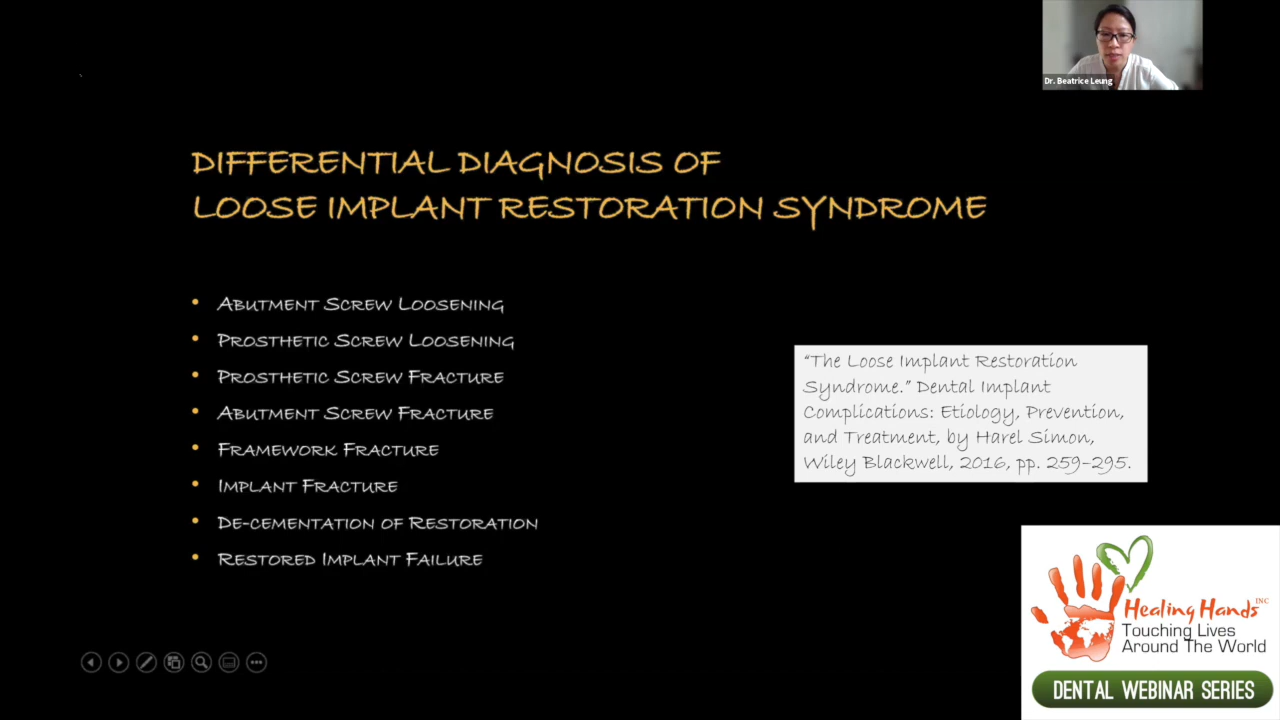 Dr. Beatrice Leung
DIFFERENTIAL DIAGNOSIS OF
LOOSE IMPLANT RESTORATION SYNDROME
• ABUTMENT SCREW LOOSENING
• PROSTHETIC SCREW LOOSENING
• PROSTHETIC SCREW FRACTURE
• ABUTMENT SCREW FRACTURE
• FRAMEWORK FRACTURE
• IMPLANT FRACTURE
• DE-CEMENTATION OF RESTORATION
• RESTORED IMPLANT FAILURE
“The Loose Implant Restoration
Syndrome.” Dental Implant
Complications: Etiology, Prevention,
and Treatment, by Harel Simon,
Wiley Blackwell, 2016, pp. 259–295.
Healing Hands INC
Touching Lives
Around The World
DENTAL WEBINAR SERIES